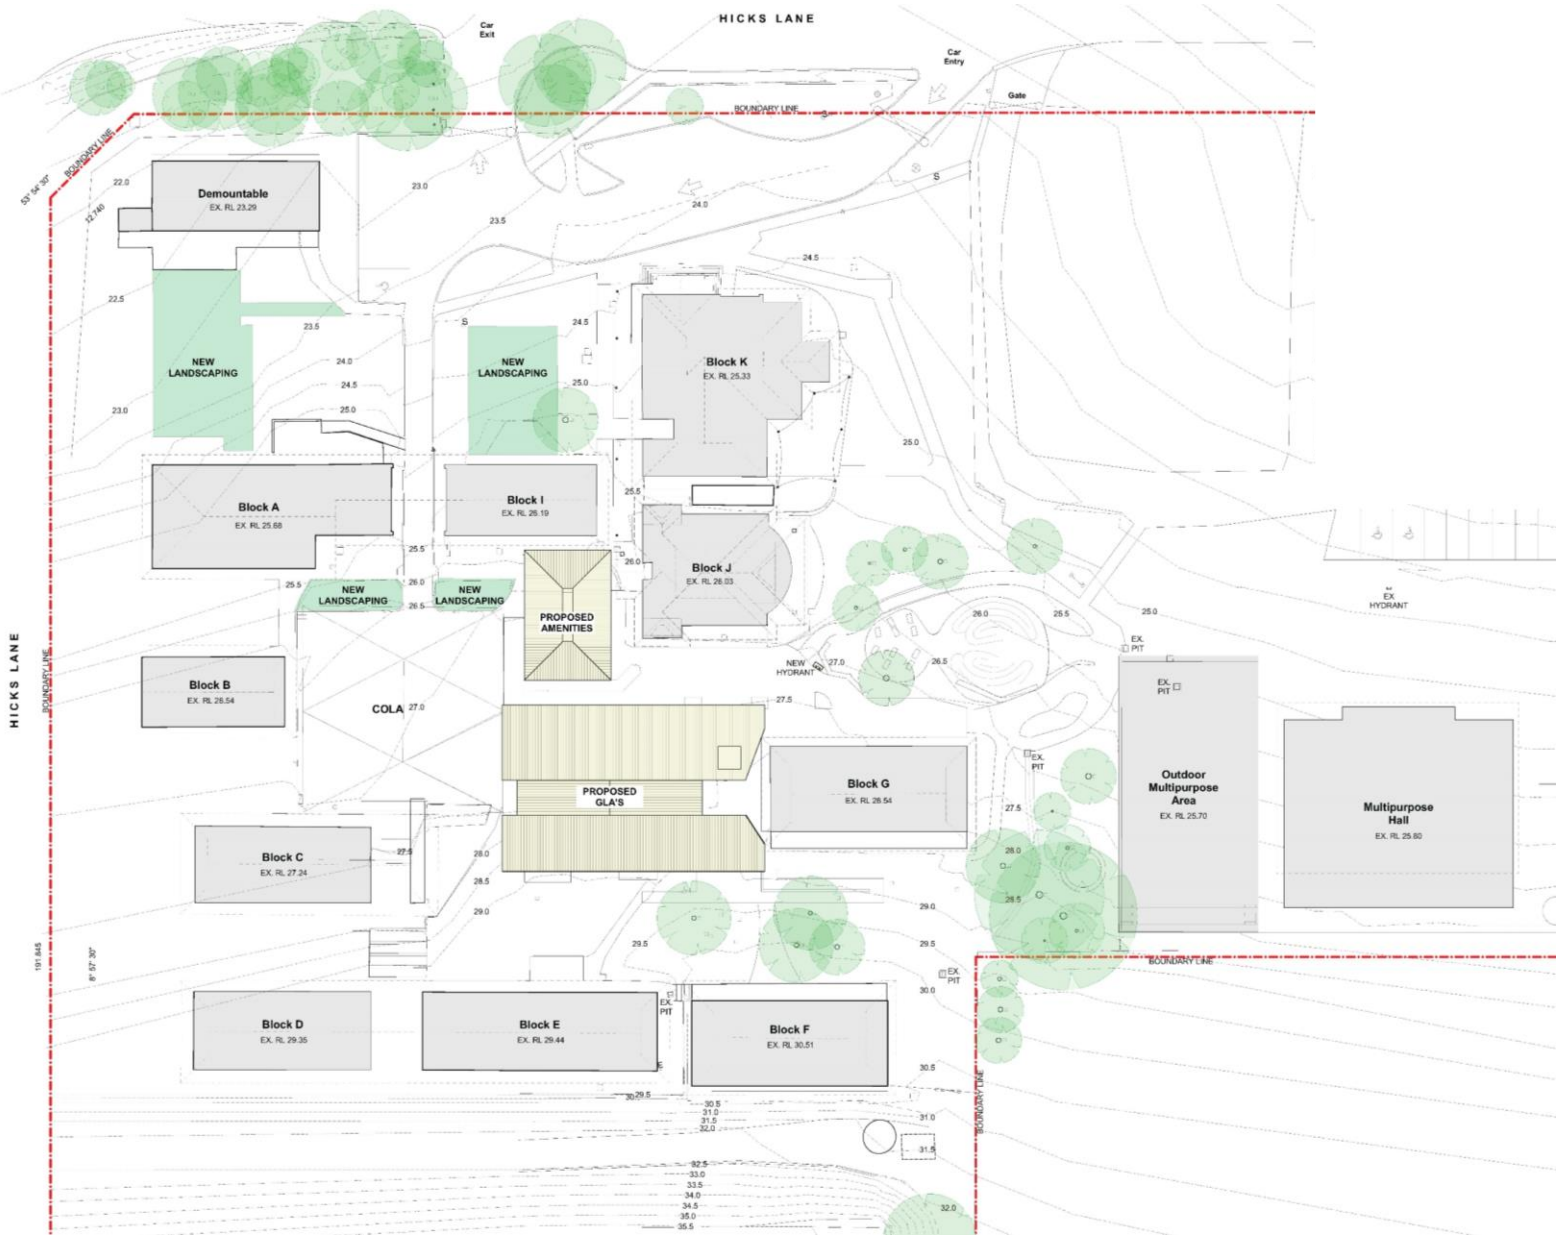 HICKS LANE
Car
Exit
Car
Entry
Gate
BOUNDARY LINE
BOUNDARY LINE
53° 54' 30"
12.740
22.0
Demountable
EX. RL 23.29
23.0
23.5
24.0
S
24.5
22.5
23.5
S
24.5
NEW
LANDSCAPING
24.0
24.5
25.0
23.0
NEW
LANDSCAPING
25.0
Block K
EX. RL 25.33
25.0
Block A
EX. RL 25.68
Block I
EX. RL 26.19
25.5
25.5
26.0
26.5
26.0
Block J
EX. RL 26.03
25.5
NEW
LANDSCAPING
NEW
LANDSCAPING
PROPOSED
AMENITIES
26.0
25.5
25.0
EX
HYDRANT
HICKS LANE
BOUNDARY LINE
Block B
EX. RL 26.54
COLA
27.0
NEW
HYDRANT
27.0
26.5
27.5
EX.
PIT
EX.
PIT
EX.
PIT
PROPOSED
GLA'S
Block G
EX. RL 26.54
27.5
28.0
28.5
Outdoor
Multipurpose
Area
EX. RL 25.70
Multipurpose
Hall
EX. RL 25.80
Block C
EX. RL 27.24
27.5
28.0
28.5
29.0
29.0
29.5
29.5
30.0
EX.
PIT
BOUNDARY LINE
191.845
8° 57' 30"
Block D
EX. RL 29.35
Block E
EX. RL 29.44
EX.
PIT
Block F
EX. RL 30.51
30.5
29.5
30.5
31.0
31.5
32.0
31.0
31.5
BOUNDARY LINE
32.5
33.0
33.5
34.0
34.5
35.0
35.5
32.0